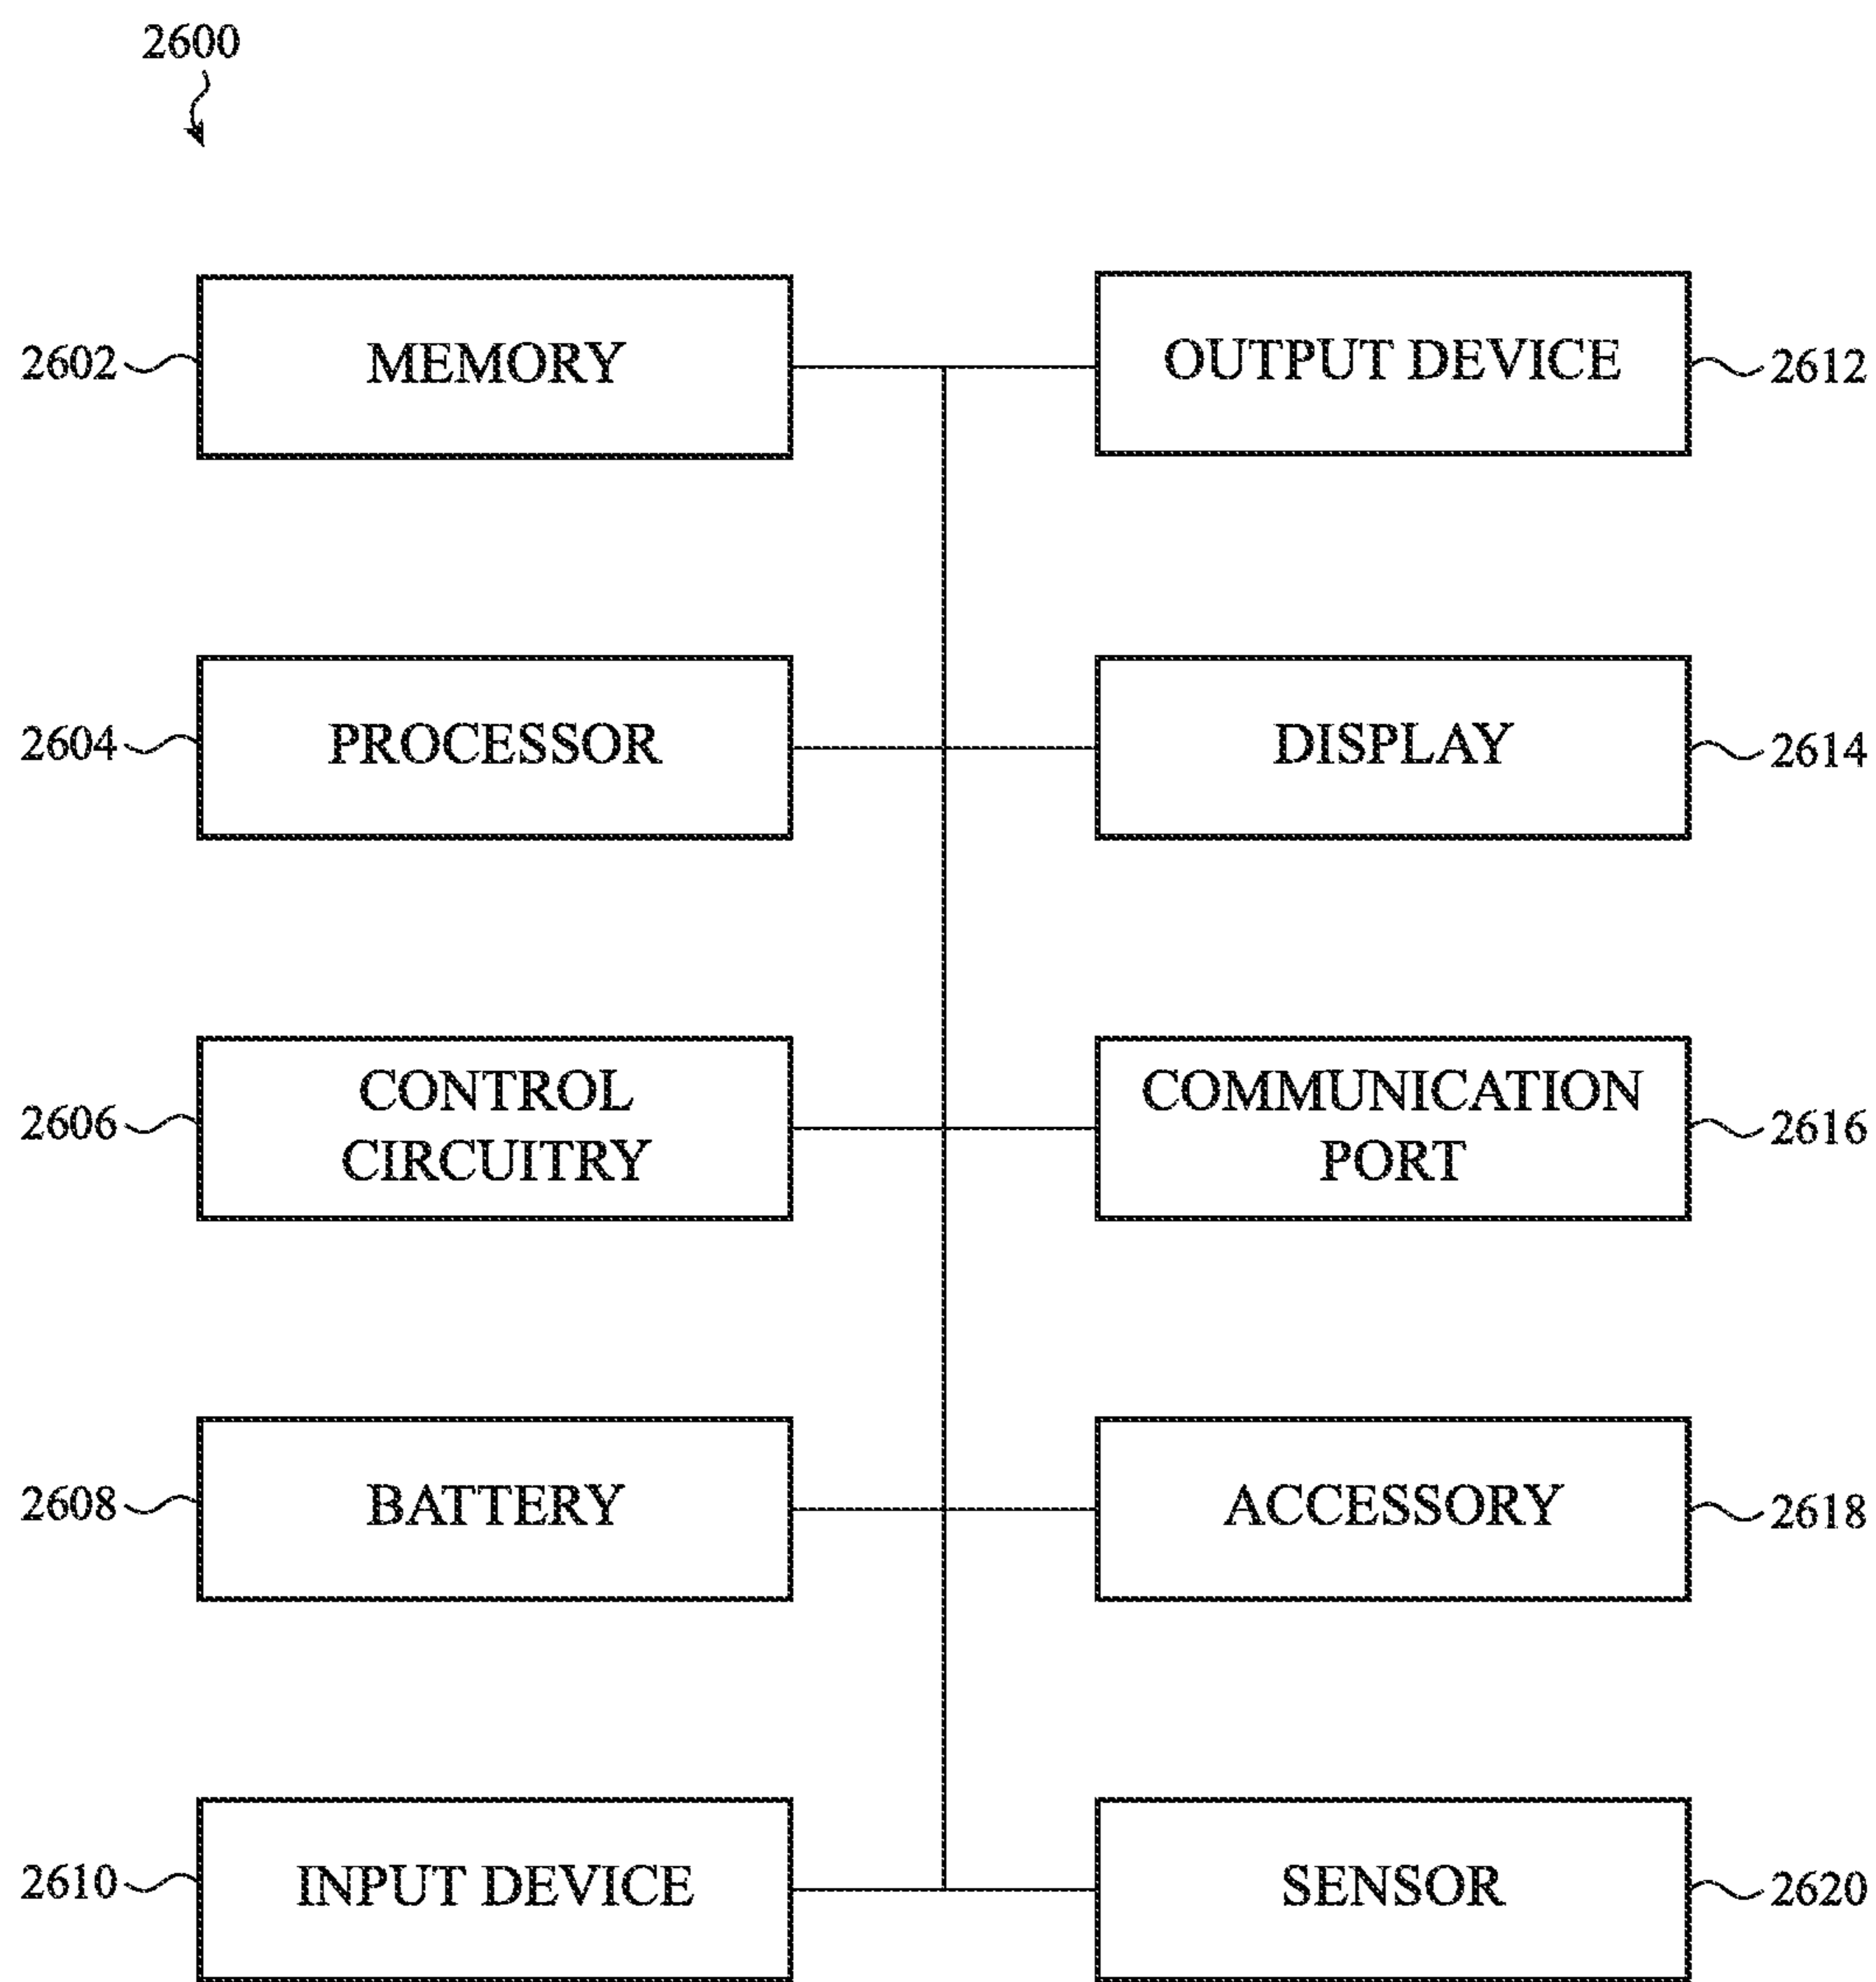 2600
2602
MEMORY
OUTPUT DEVICE
2612
2604
PROCESSOR
DISPLAY
2614
2606
CONTROL
CIRCUITRY
COMMUNICATION
PORT
2616
2608
BATTERY
ACCESSORY
2618
2610
INPUT DEVICE
SENSOR
2620